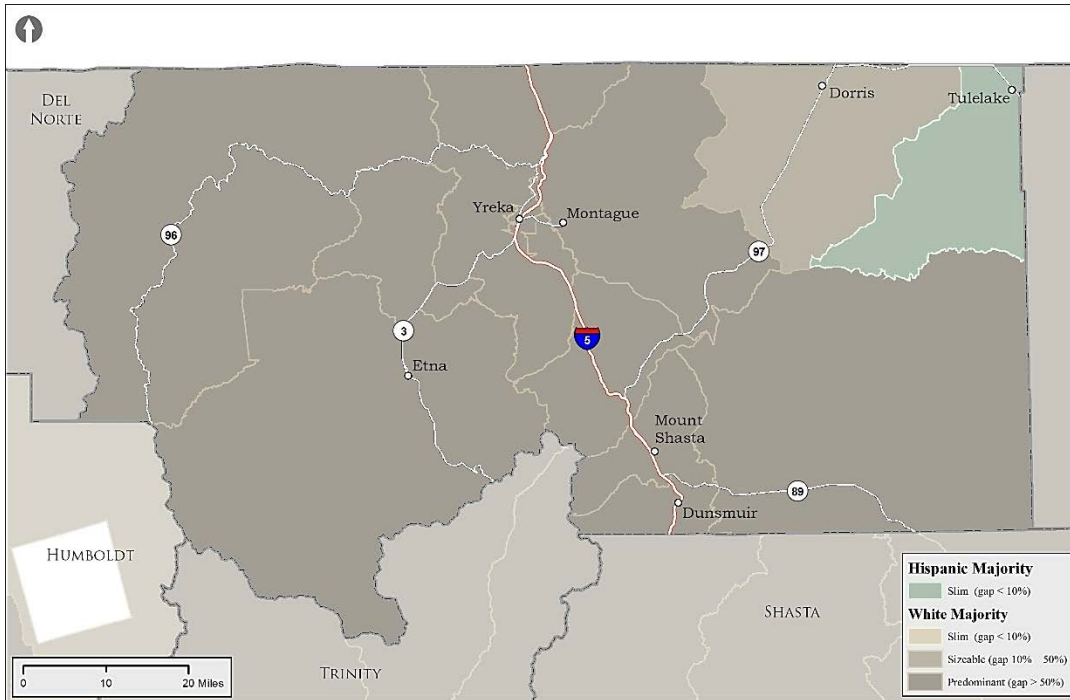 DEL
NORTE
Dorris
Tulelake
Yreka
Montague
96
97
3
5
Etna
Mount
Shasta
89
Dunsmuir
HUMBOLDT
SHASTA
TRINITY
0 10 20 Miles
Hispanic Majority
Slim (gap < 10%)
White Majority
Slim (gap < 10%)
Sizeable (gap 10% 50%)
Predominant (gap > 50%)